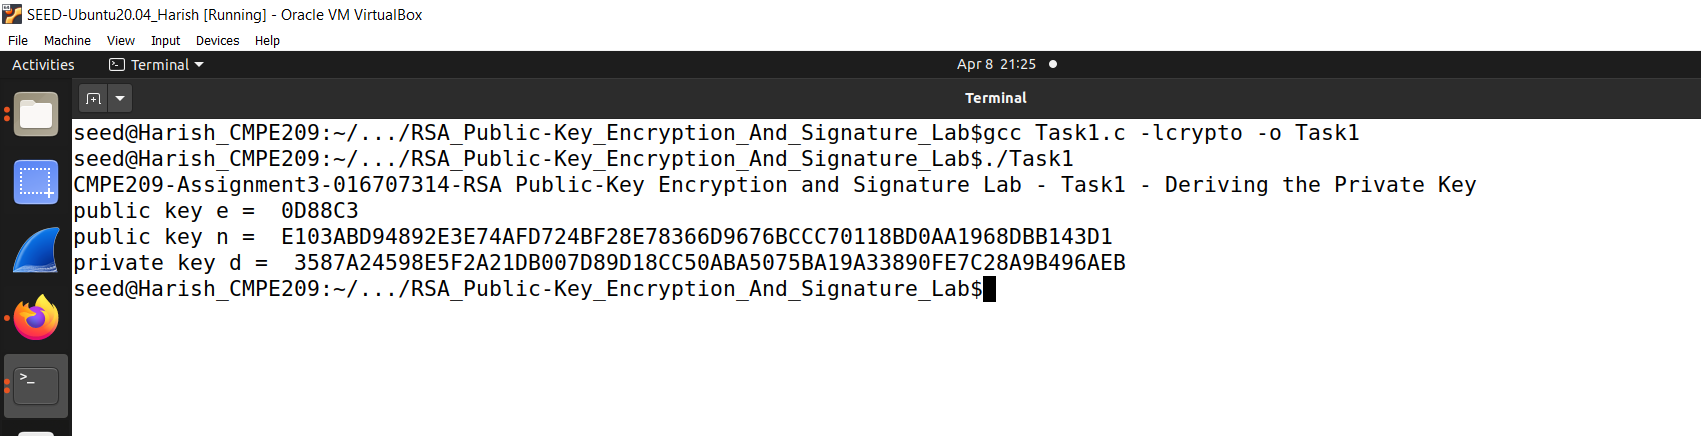 SEED-Ubuntu20.04_Harish [Running] - Oracle VM VirtualBox
File Machine View Input Devices Help
Activities Terminal Apr 8 21:25
Terminal
seed@Harish_CMPE209:~/.../RSA_Public-Key_Encryption_And_Signature_Lab$gcc Task1.c -lcrypto -o Task1
seed@Harish_CMPE209:~/.../RSA_Public-Key_Encryption_And_Signature_Lab$./Task1
CMPE209-Assignment3-016707314-RSA Public-Key Encryption and Signature Lab - Task1 - Deriving the Private Key
public key e =  0D88C3
public key n =  E103ABD94892E3E74AFD724BF28E78366D9676BCCC70118BD0AA1968DBB143D1
private key d =  3587A24598E5F2A21DB007D89D18CC50ABA5075BA19A33890FE7C28A9B496AEB
seed@Harish_CMPE209:~/.../RSA_Public-Key_Encryption_And_Signature_Lab$
>_